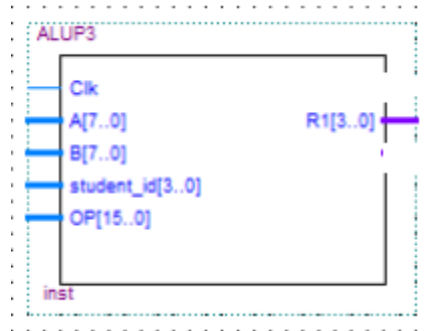 ALUP3
Clk
A[7..0] R1[3..0]
B[7..0]
student_id[3..0]
OP[15..0]
inst